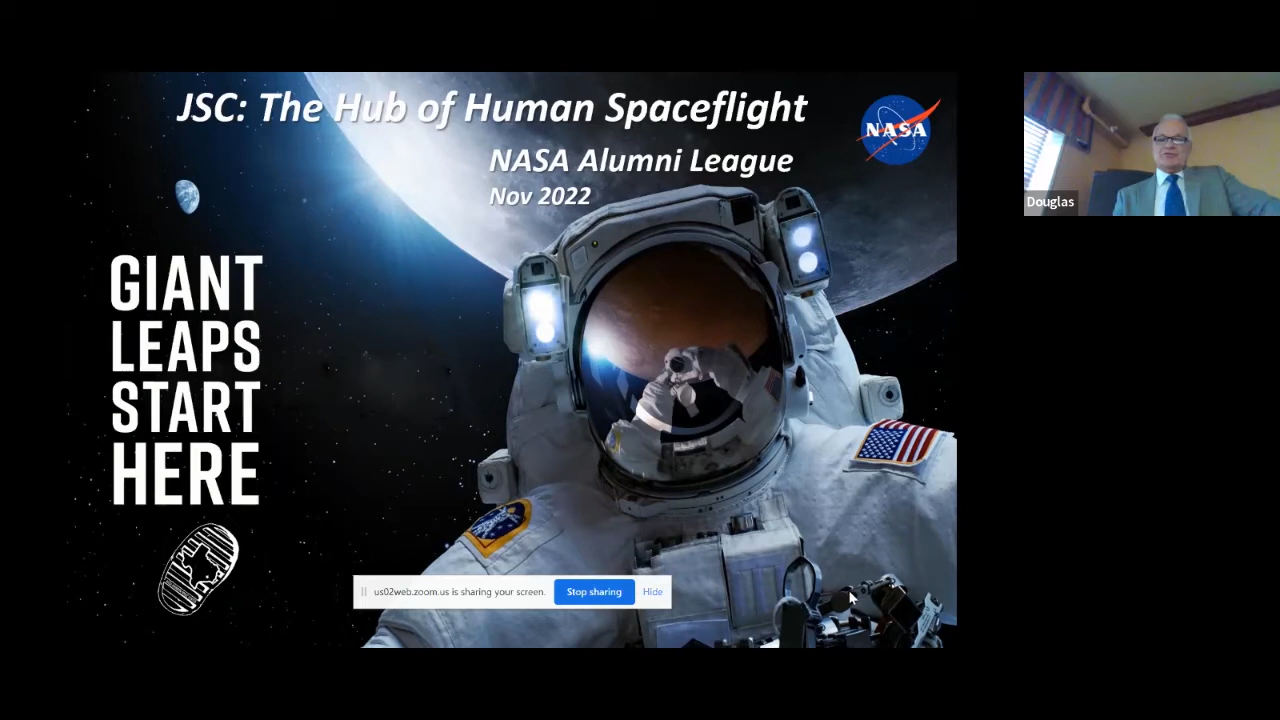 JSC: The Hub of Human Spaceflight
NASA Alumni League
Nov 2022
NASA
GIANT
LEAPS
START
HERE
us02web.zoom.us is sharing your screen.
Stop sharing
Hide
Douglas